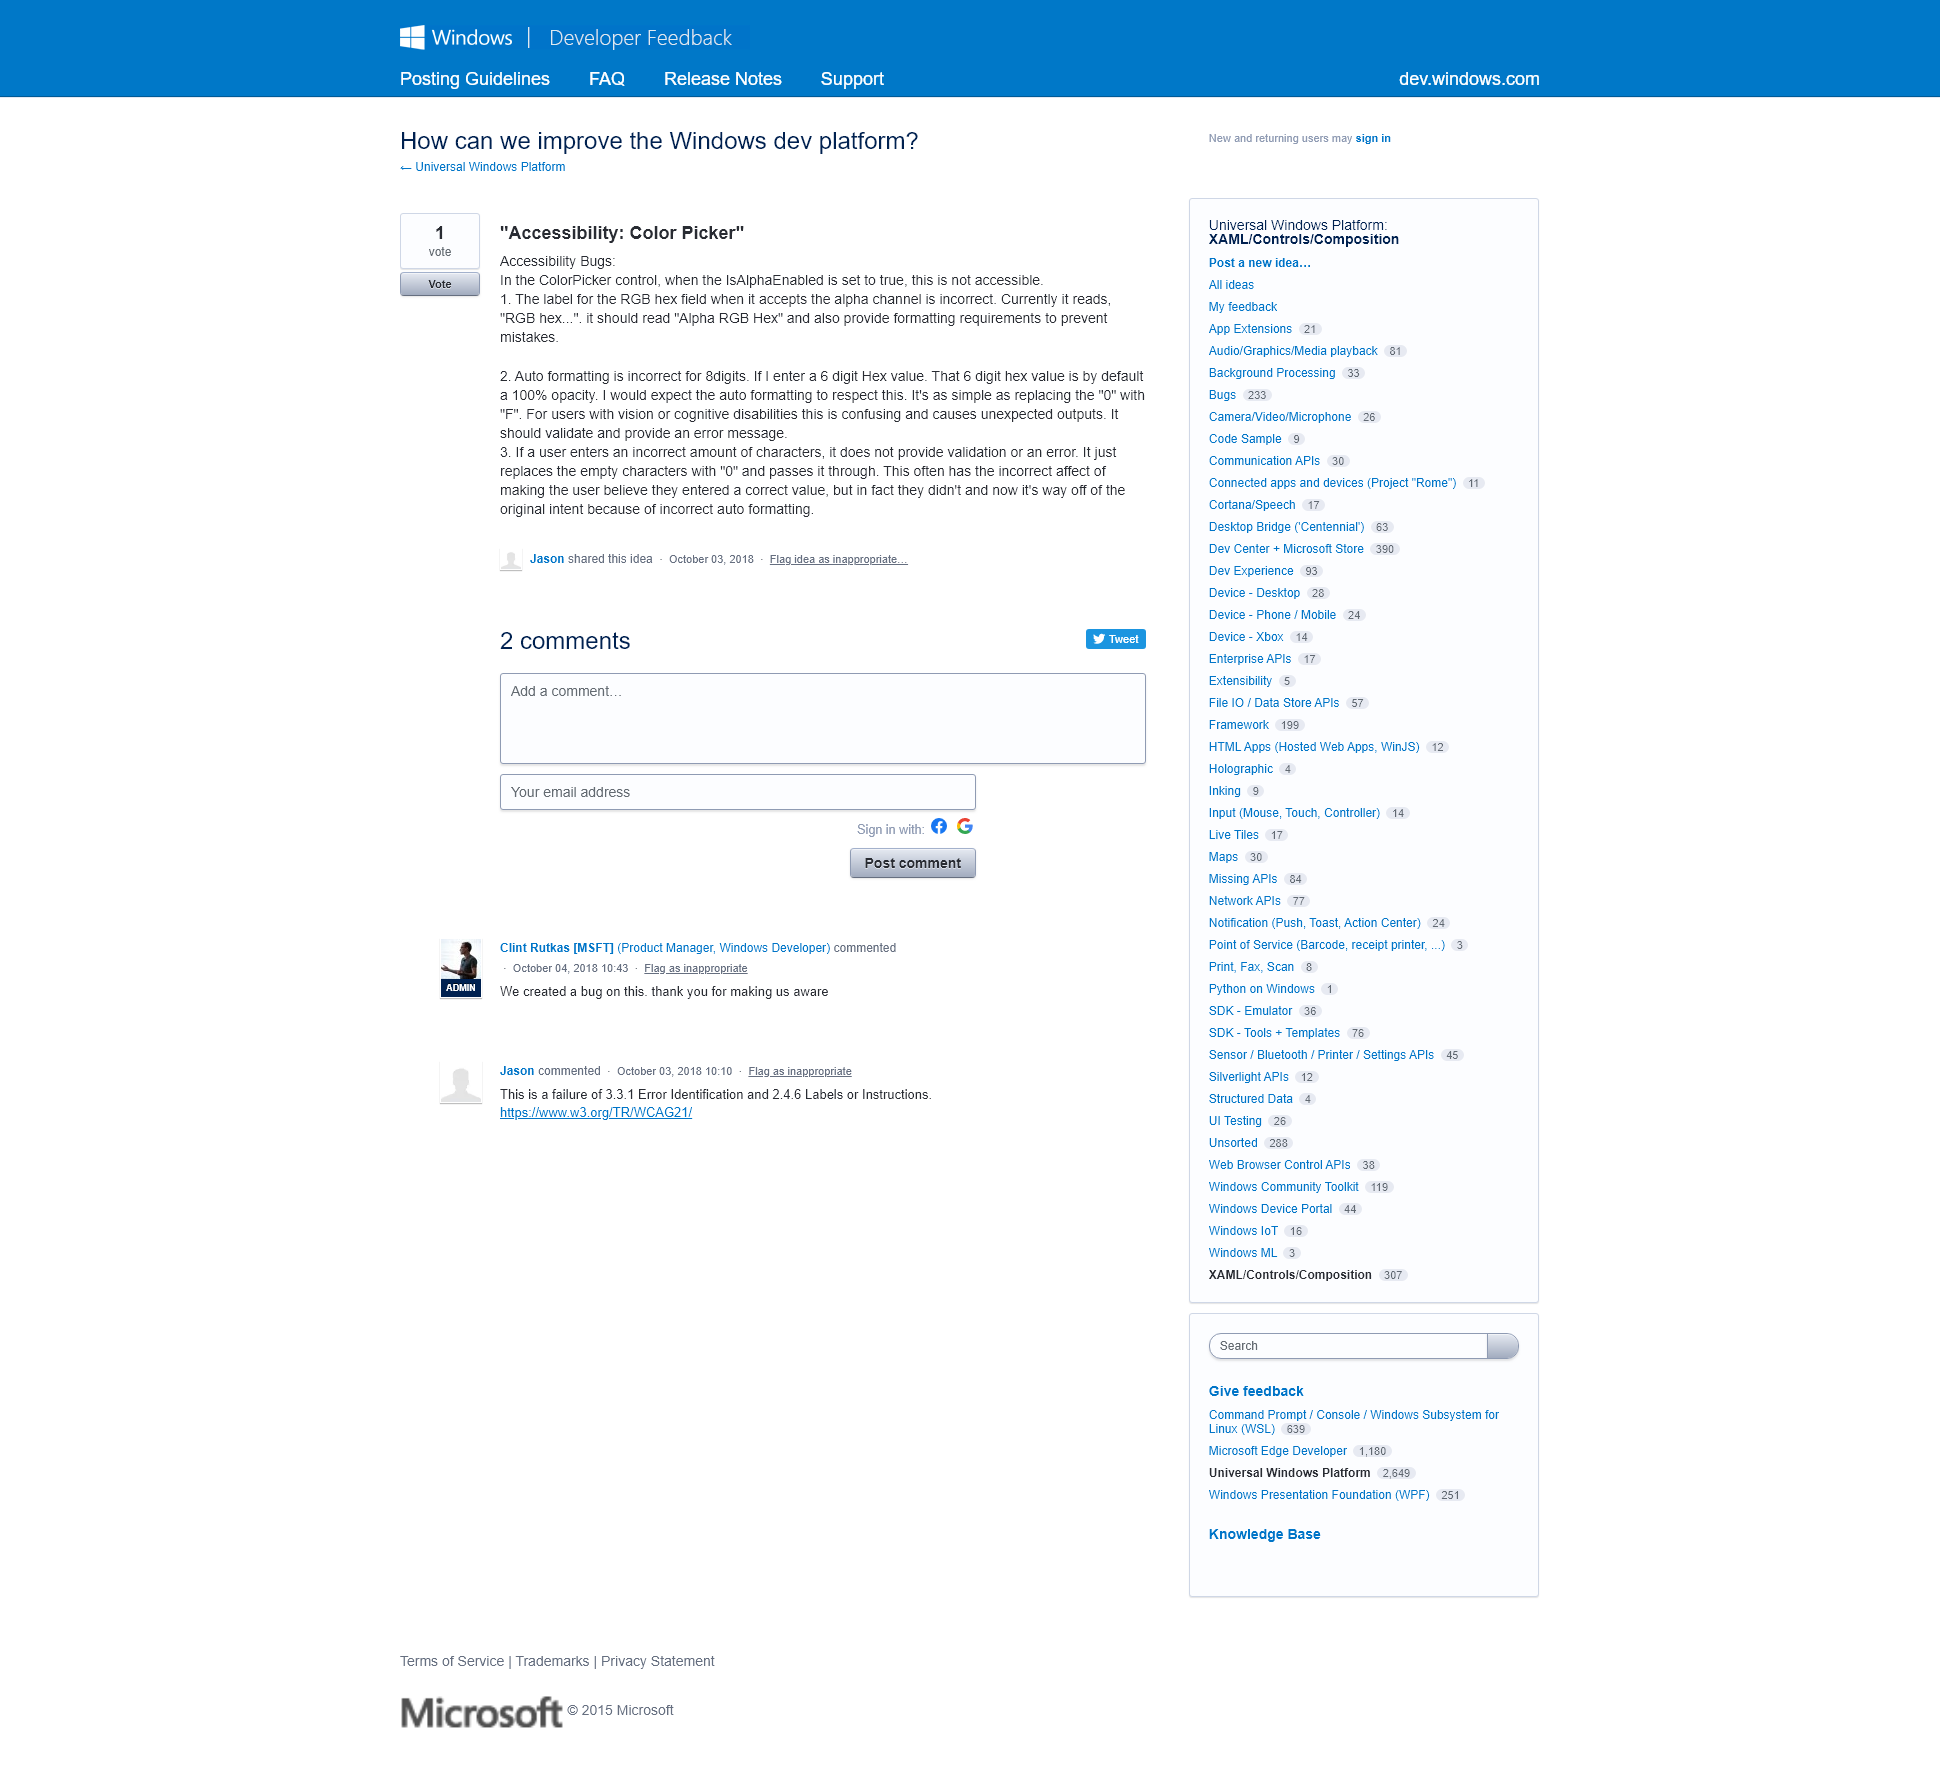 Windows | Developer Feedback
Posting Guidelines FAQ Release Notes Support dev.windows.com
How can we improve the Windows dev platform?
← Universal Windows Platform
New and returning users may sign in
1
vote
Vote
"Accessibility: Color Picker"
Accessibility Bugs:
In the ColorPicker control, when the IsAlphaEnabled is set to true, this is not accessible.
1. The label for the RGB hex field when it accepts the alpha channel is incorrect. Currently it reads,
"RGB hex...". it should read "Alpha RGB Hex" and also provide formatting requirements to prevent
mistakes.
2. Auto formatting is incorrect for 8digits. If I enter a 6 digit Hex value. That 6 digit hex value is by default
a 100% opacity. I would expect the auto formatting to respect this. It's as simple as replacing the "0" with
"F". For users with vision or cognitive disabilities this is confusing and causes unexpected outputs. It
should validate and provide an error message.
3. If a user enters an incorrect amount of characters, it does not provide validation or an error. It just
replaces the empty characters with "0" and passes it through. This often has the incorrect affect of
making the user believe they entered a correct value, but in fact they didn't and now it's way off of the
original intent because of incorrect auto formatting.
Jason shared this idea · October 03, 2018 · Flag idea as inappropriate…
2 comments
Tweet
Add a comment…
Your email address
Sign in with:
Post comment
Clint Rutkas [MSFT] (Product Manager, Windows Developer) commented
· October 04, 2018 10:43 · Flag as inappropriate
ADMIN
We created a bug on this. thank you for making us aware
Jason commented · October 03, 2018 10:10 · Flag as inappropriate
This is a failure of 3.3.1 Error Identification and 2.4.6 Labels or Instructions.
https://www.w3.org/TR/WCAG21/
Universal Windows Platform:
XAML/Controls/Composition
Post a new idea…
All ideas
My feedback
App Extensions 21
Audio/Graphics/Media playback 81
Background Processing 33
Bugs 233
Camera/Video/Microphone 26
Code Sample 9
Communication APIs 30
Connected apps and devices (Project "Rome") 11
Cortana/Speech 17
Desktop Bridge ('Centennial') 63
Dev Center + Microsoft Store 390
Dev Experience 93
Device - Desktop 28
Device - Phone / Mobile 24
Device - Xbox 14
Enterprise APIs 17
Extensibility 5
File IO / Data Store APIs 57
Framework 199
HTML Apps (Hosted Web Apps, WinJS) 12
Holographic 4
Inking 9
Input (Mouse, Touch, Controller) 14
Live Tiles 17
Maps 30
Missing APIs 84
Network APIs 77
Notification (Push, Toast, Action Center) 24
Point of Service (Barcode, receipt printer, ...) 3
Print, Fax, Scan 8
Python on Windows 1
SDK - Emulator 36
SDK - Tools + Templates 76
Sensor / Bluetooth / Printer / Settings APIs 45
Silverlight APIs 12
Structured Data 4
UI Testing 26
Unsorted 288
Web Browser Control APIs 38
Windows Community Toolkit 119
Windows Device Portal 44
Windows IoT 16
Windows ML 3
XAML/Controls/Composition 307
Search
Give feedback
Command Prompt / Console / Windows Subsystem for
Linux (WSL) 639
Microsoft Edge Developer 1,180
Universal Windows Platform 2,649
Windows Presentation Foundation (WPF) 251
Knowledge Base
Terms of Service | Trademarks | Privacy Statement
Microsoft © 2015 Microsoft